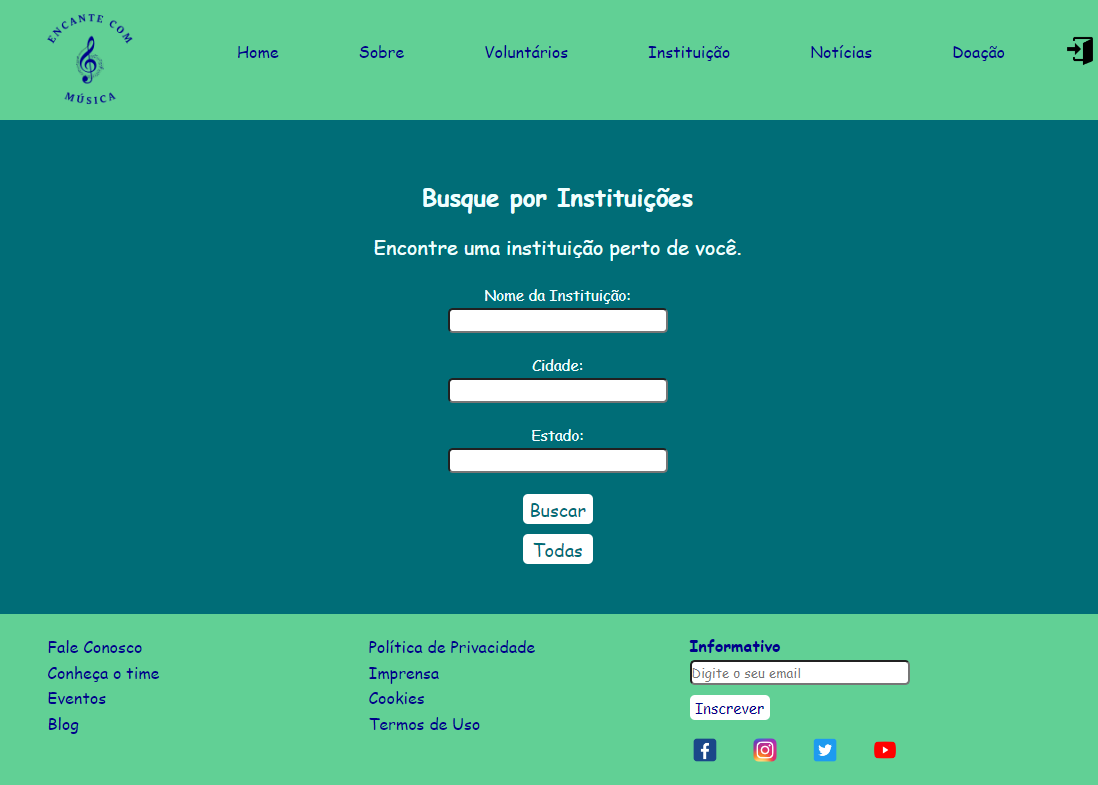 ENCANTE COM
MÚSICA
Home Sobre Voluntários Instituição Notícias Doação
Busque por Instituições
Encontre uma instituição perto de você.
Nome da Instituição:
Cidade:
Estado:
Buscar
Todas
Fale Conosco
Conheça o time
Eventos
Blog
Política de Privacidade
Imprensa
Cookies
Termos de Uso
Informativo
Digite o seu email
Inscrever